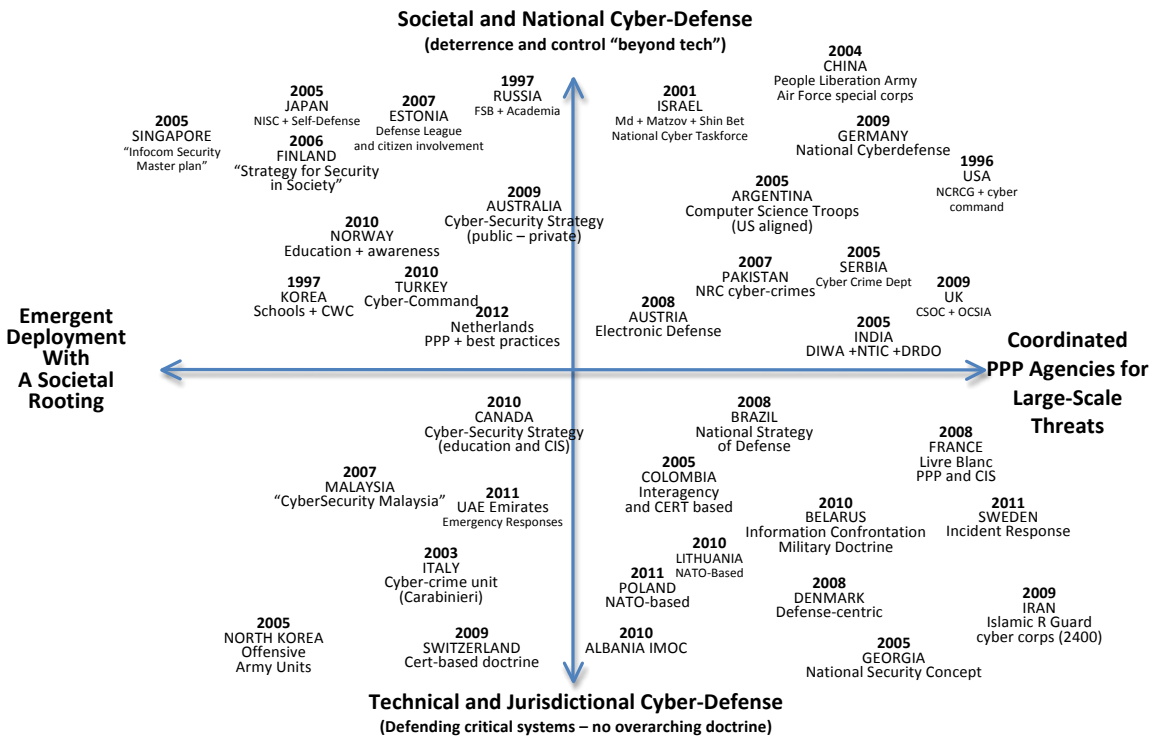 Societal and National Cyber-Defense
(deterrence and control “beyond tech”)
2004
CHINA
People Liberation Army
Air Force special corps
1997
RUSSIA
FSB + Academia
2001
ISRAEL
Md + Matzov + Shin Bet
National Cyber Taskforce
2005
JAPAN
NISC + Self-Defense
2007
ESTONIA
Defense League
and citizen involvement
2005
SINGAPORE
“Infocom Security
Master plan”
2009
GERMANY
National Cyberdefense
2006
FINLAND
“Strategy for Security
in Society”
1996
USA
NCRCG + cyber
command
2005
ARGENTINA
Computer Science Troops
(US aligned)
2009
AUSTRALIA
Cyber-Security Strategy
(public – private)
2010
NORWAY
Education + awareness
2005
SERBIA
Cyber Crime Dept
2007
PAKISTAN
NRC cyber-crimes
2010
TURKEY
Cyber-Command
1997
KOREA
Schools + CWC
2009
UK
CSOC + OCSIA
2008
AUSTRIA
Electronic Defense
2012
Netherlands
PPP + best practices
2005
INDIA
DIWA +NTIC +DRDO
Emergent
Deployment
With
A Societal
Rooting
Coordinated
PPP Agencies for
Large-Scale
Threats
2010
CANADA
Cyber-Security Strategy
(education and CIS)
2008
BRAZIL
National Strategy
of Defense
2008
FRANCE
Livre Blanc
PPP and CIS
2005
COLOMBIA
Interagency
and CERT based
2007
MALAYSIA
“CyberSecurity Malaysia”
2011
UAE Emirates
Emergency Responses
2010
BELARUS
Information Confrontation
Military Doctrine
2011
SWEDEN
Incident Response
2010
LITHUANIA
NATO-Based
2003
ITALY
Cyber-crime unit
(Carabinieri)
2011
POLAND
NATO-based
2008
DENMARK
Defense-centric
2009
IRAN
Islamic R Guard
cyber corps (2400)
2005
NORTH KOREA
Offensive
Army Units
2009
SWITZERLAND
Cert-based doctrine
2010
ALBANIA IMOC
2005
GEORGIA
National Security Concept
Technical and Jurisdictional Cyber-Defense
(Defending critical systems – no overarching doctrine)